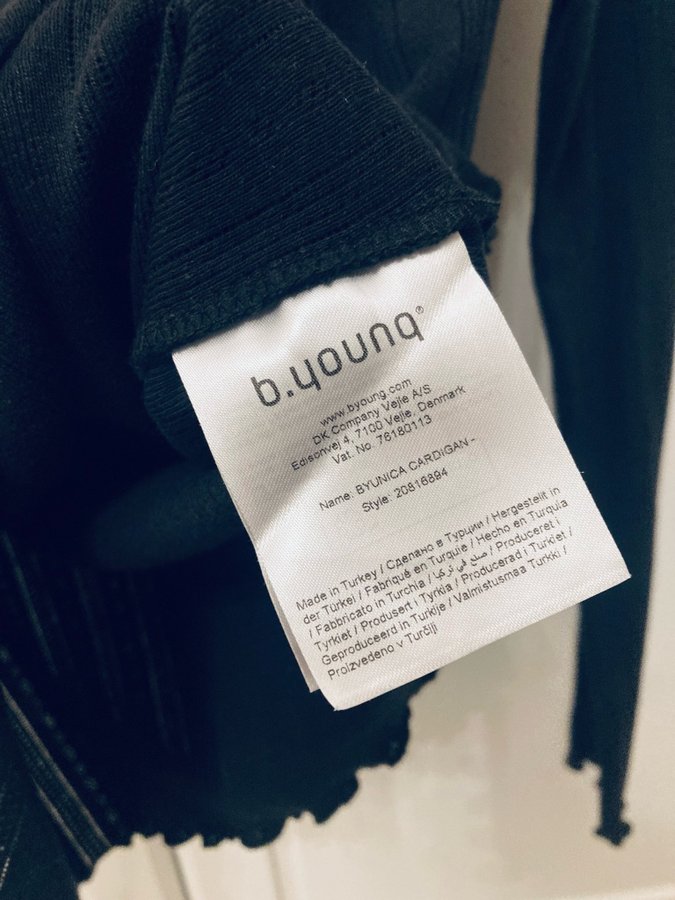 b.young®
www.byoung.com
DK Company Vejle A/S
Edisonvej 4, 7100 Vejle, Denmark
Vat. No. 76180113
Name: BYUNICA CARDIGAN -
Style: 20816894
Made in Turkey / Сделано в Турции / Hergestellt in
der Türkei / Fabriqué en Turquie / Hecho en Turquía
/ Fabbricato in Turchia / صنع في تركيا / Produceret i
Tyrkiet / Produsert i Tyrkia / Producerad i Turkiet /
Geproduceerd in Turkije / Valmistusmaa Turkki /
Proizvedeno v Turčiji